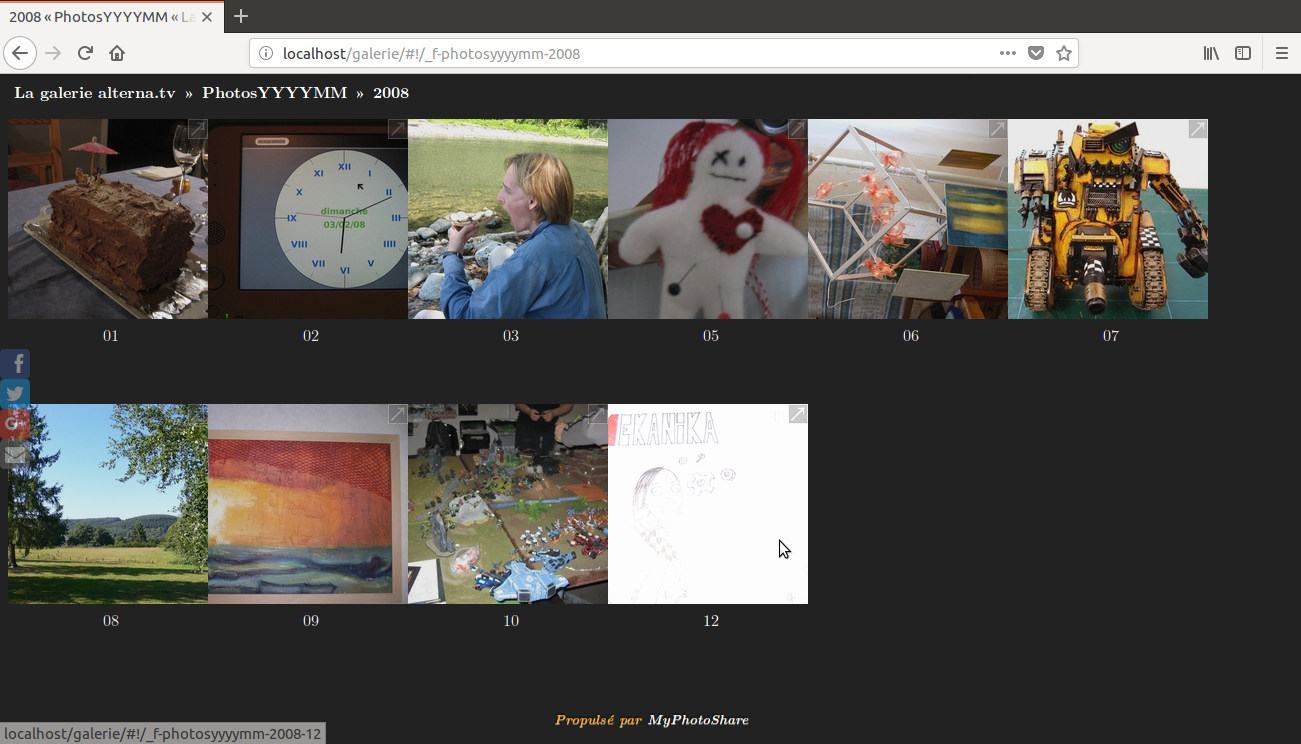 2008 « PhotosYYYYMM « La
localhost/galerie/#!/_f-photosyyyymm-2008
La galerie alterna.tv » PhotosYYYYMM » 2008
XII
I
II
III
IIII
V
VI
VII
VIII
IX
X
XI
dimanche
03/02/08
01
02
03
05
06
07
f
G+
EKANIKA
08
09
10
12
Propulsé par MyPhotoShare
localhost/galerie/#!/_f-photosyyyymm-2008-12